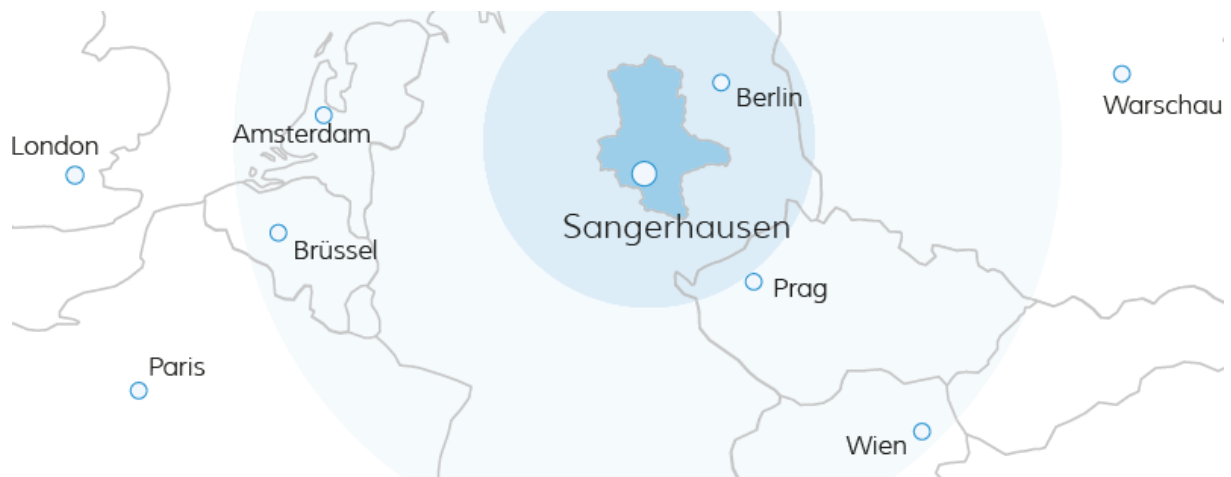 Berlin
Warschau
Amsterdam
London
Sangerhausen
Brüssel
Prag
Paris
Wien